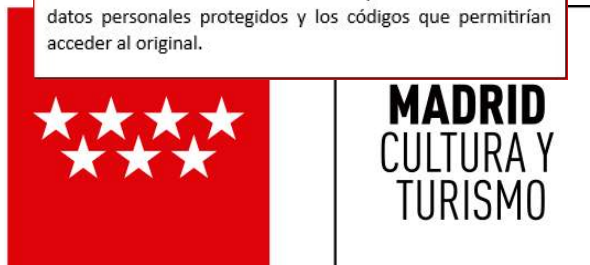 datos personales protegidos y los códigos que permitirían
acceder al original.
MADRID
CULTURA Y
TURISMO